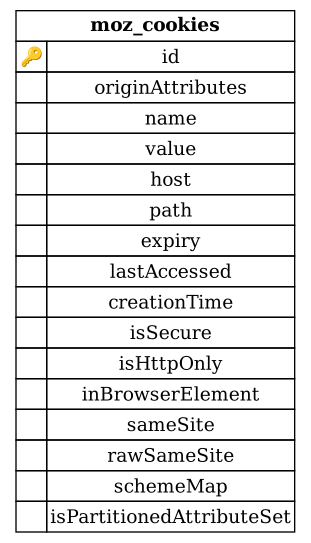 moz_cookies
id
originAttributes
name
value
host
path
expiry
lastAccessed
creationTime
isSecure
isHttpOnly
inBrowserElement
sameSite
rawSameSite
schemeMap
isPartitionedAttributeSet